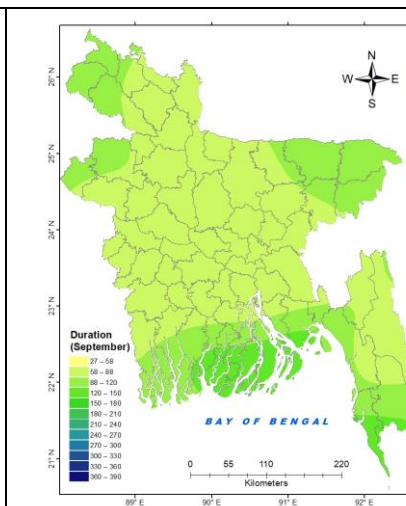 N
W E
S
26°N
25°N
24°N
23°N
22°N
21°N
Duration
(September)
27 – 58
58 – 88
88 – 120
120 – 150
150 – 180
180 – 210
210 – 240
240 – 270
270 – 300
300 – 330
330 – 360
360 – 390
BAY OF BENGAL
0 55 110 220
Kilometers
89°E 90°E 91°E 92°E